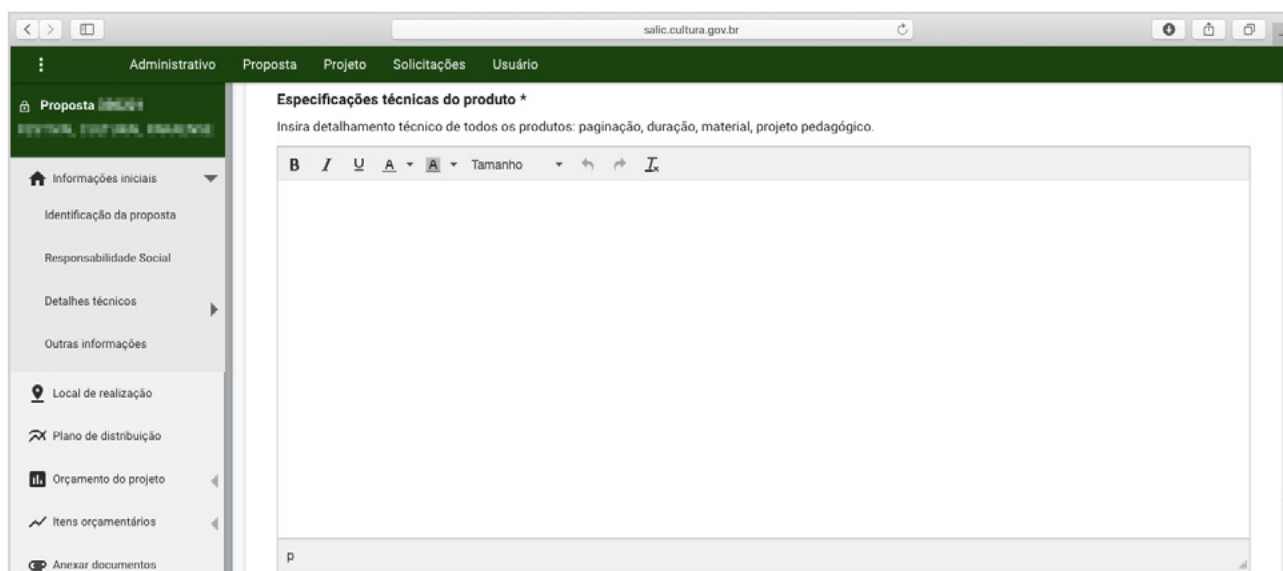 salic.cultura.gov.br
Administrativo Proposta Projeto Solicitações Usuário
Proposta
Especificações técnicas do produto *
Insira detalhamento técnico de todos os produtos: paginação, duração, material, projeto pedagógico.
B I U A A Tamanho Tx
Informações iniciais
Identificação da proposta
Responsabilidade Social
Detalhes técnicos
Outras informações
Local de realização
Plano de distribuição
Orçamento do projeto
Itens orçamentários
Anexar documentos
p